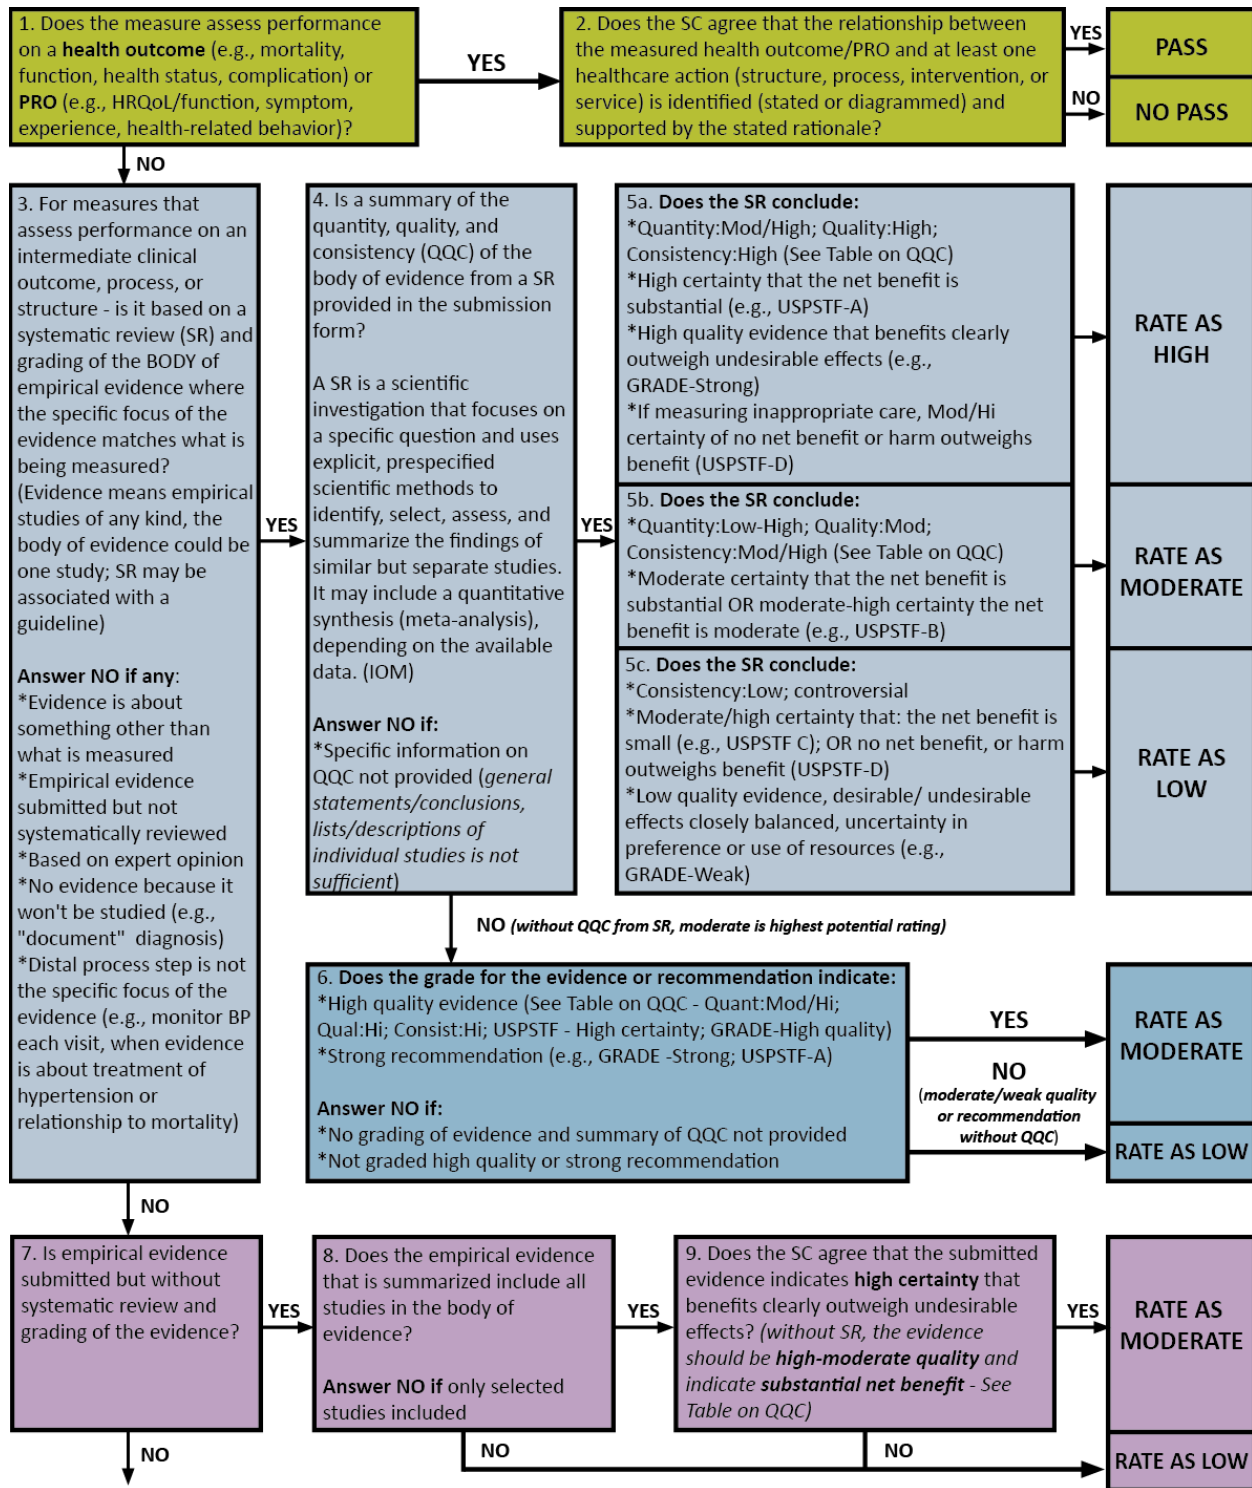 1. Does the measure assess performance
on a health outcome (e.g., mortality,
function, health status, complication) or
PRO (e.g., HRQoL/function, symptom,
experience, health-related behavior)?
YES
2. Does the SC agree that the relationship between
the measured health outcome/PRO and at least one
healthcare action (structure, process, intervention, or
service) is identified (stated or diagrammed) and
supported by the stated rationale?
YES
PASS
NO
NO PASS
NO
3. For measures that
assess performance on an
intermediate clinical
outcome, process, or
structure - is it based on a
systematic review (SR) and
grading of the BODY of
empirical evidence where
the specific focus of the
evidence matches what is
being measured?
(Evidence means empirical
studies of any kind, the
body of evidence could be
one study; SR may be
associated with a
guideline)
Answer NO if any:
*Evidence is about
something other than
what is measured
*Empirical evidence
submitted but not
systematically reviewed
*Based on expert opinion
*No evidence because it
won't be studied (e.g.,
"document" diagnosis)
*Distal process step is not
the specific focus of the
evidence (e.g., monitor BP
each visit, when evidence
is about treatment of
hypertension or
relationship to mortality)
YES
4. Is a summary of the
quantity, quality, and
consistency (QQC) of the
body of evidence from a SR
provided in the submission
form?
A SR is a scientific
investigation that focuses on
a specific question and uses
explicit, prespecified
scientific methods to
identify, select, assess, and
summarize the findings of
similar but separate studies.
It may include a quantitative
synthesis (meta-analysis),
depending on the available
data. (IOM)
Answer NO if:
*Specific information on
QQC not provided (general
statements/conclusions,
lists/descriptions of
individual studies is not
sufficient)
YES
5a. Does the SR conclude:
*Quantity:Mod/High; Quality:High;
Consistency:High (See Table on QQC)
*High certainty that the net benefit is
substantial (e.g., USPSTF-A)
*High quality evidence that benefits clearly
outweigh undesirable effects (e.g.,
GRADE-Strong)
*If measuring inappropriate care, Mod/Hi
certainty of no net benefit or harm outweighs
benefit (USPSTF-D)
RATE AS
HIGH
5b. Does the SR conclude:
*Quantity:Low-High; Quality:Mod;
Consistency:Mod/High (See Table on QQC)
*Moderate certainty that the net benefit is
substantial OR moderate-high certainty the net
benefit is moderate (e.g., USPSTF-B)
RATE AS
MODERATE
5c. Does the SR conclude:
*Consistency:Low; controversial
*Moderate/high certainty that: the net benefit is
small (e.g., USPSTF C); OR no net benefit, or harm
outweighs benefit (USPSTF-D)
*Low quality evidence, desirable/ undesirable
effects closely balanced, uncertainty in
preference or use of resources (e.g.,
GRADE-Weak)
RATE AS
LOW
NO (without QQC from SR, moderate is highest potential rating)
6. Does the grade for the evidence or recommendation indicate:
*High quality evidence (See Table on QQC - Quant:Mod/Hi;
Qual:Hi; Consist:Hi; USPSTF - High certainty; GRADE-High quality)
*Strong recommendation (e.g., GRADE -Strong; USPSTF-A)
Answer NO if:
*No grading of evidence and summary of QQC not provided
*Not graded high quality or strong recommendation
YES
RATE AS
MODERATE
NO
(moderate/weak quality
or recommendation
without QQC)
RATE AS LOW
NO
7. Is empirical evidence
submitted but without
systematic review and
grading of the evidence?
YES
8. Does the empirical evidence
that is summarized include all
studies in the body of
evidence?
Answer NO if only selected
studies included
YES
9. Does the SC agree that the submitted
evidence indicates high certainty that
benefits clearly outweigh undesirable
effects? (without SR, the evidence
should be high-moderate quality and
indicate substantial net benefit - See
Table on QQC)
YES
RATE AS
MODERATE
NO
NO
NO
RATE AS LOW